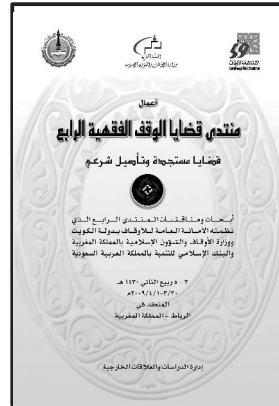 أعمال
منتدى قضايا الوقف الفقهية الرابع
قضايا مستجدة وتأصيل شرعي
أبحاث ومناقشات المنتدى الرابع الذي
نظمته الأمانة العامة للأوقاف بدولة الكويت
ووزارة الأوقاف والشؤون الإسلامية بالمملكة المغربية
والبنك الإسلامي للتنمية بالمملكة العربية السعودية
٣ - ٥ ربيع الثاني ١٤٣٠ هـ
٣/٣٠ - ٢٠٠٩/٤/١م
المنعقد في
الرباط - المملكة المغربية
إدارة الدراسات والعلاقات الخارجية